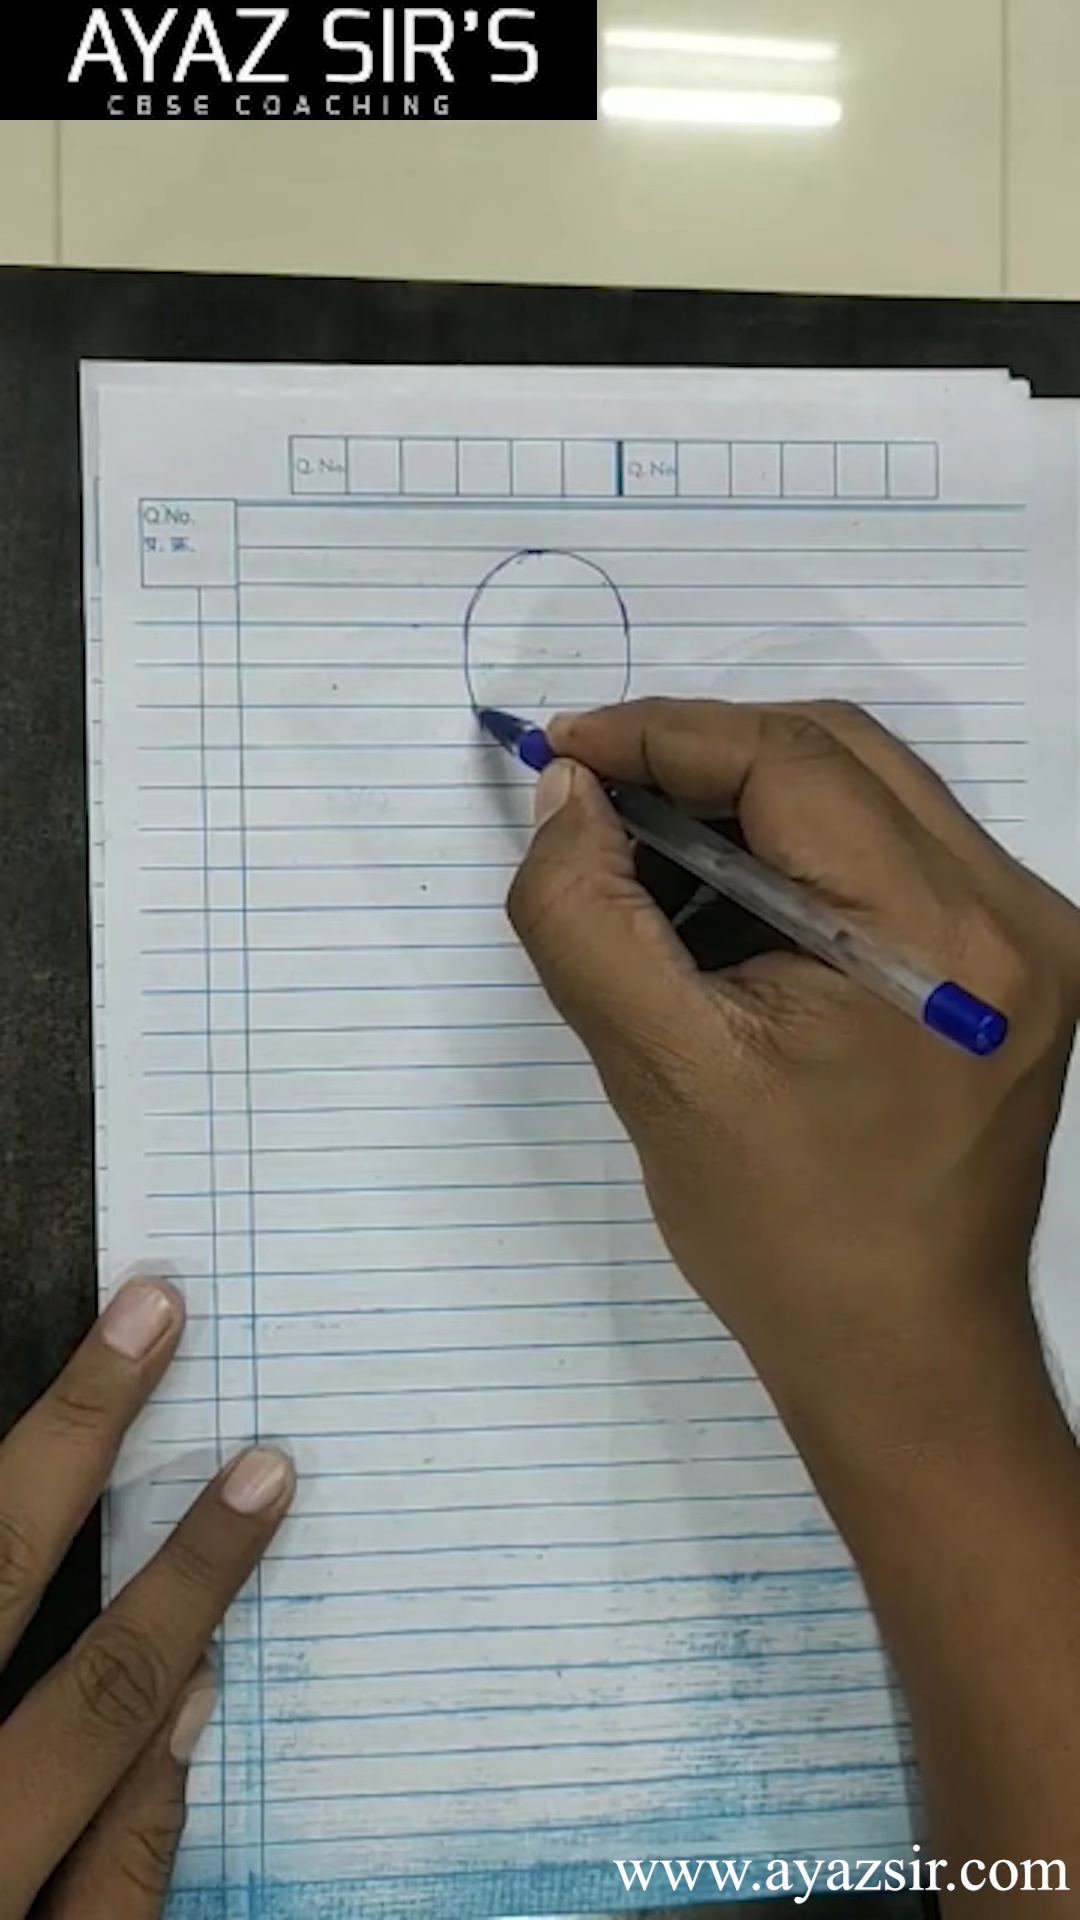 AYAZ SIR'S
CBSE COACHING
Q. No. Q. No.
Q.No.
प्र. क्र.
www.ayazsir.com